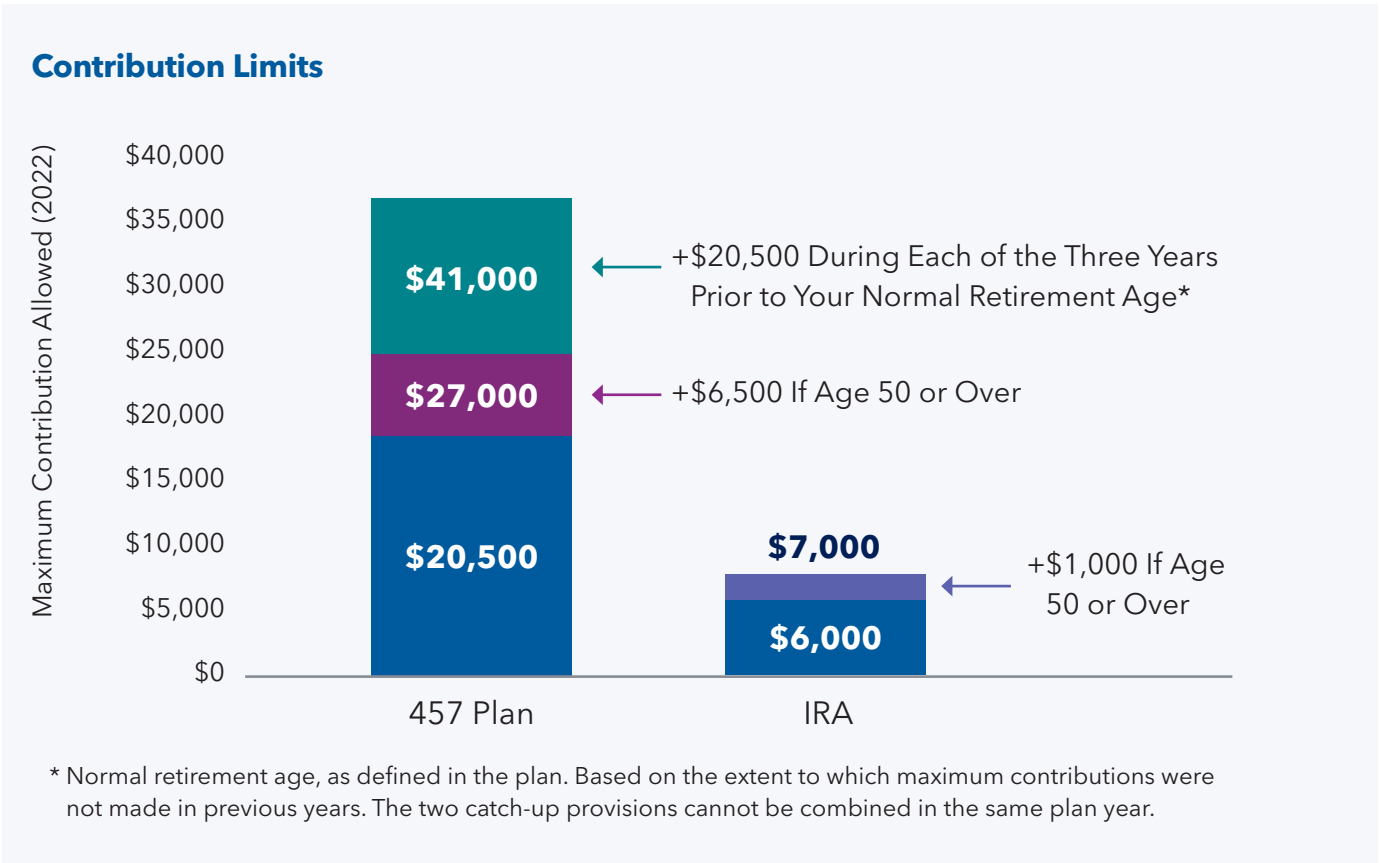 Contribution Limits
Maximum Contribution Allowed (2022)
$40,000
$35,000
$30,000
$25,000
$20,000
$15,000
$10,000
$5,000
$0
$41,000
+$20,500 During Each of the Three Years
Prior to Your Normal Retirement Age*
$27,000
+$6,500 If Age 50 or Over
$20,500
$7,000
+$1,000 If Age
50 or Over
$6,000
457 Plan
IRA
* Normal retirement age, as defined in the plan. Based on the extent to which maximum contributions were
not made in previous years. The two catch-up provisions cannot be combined in the same plan year.